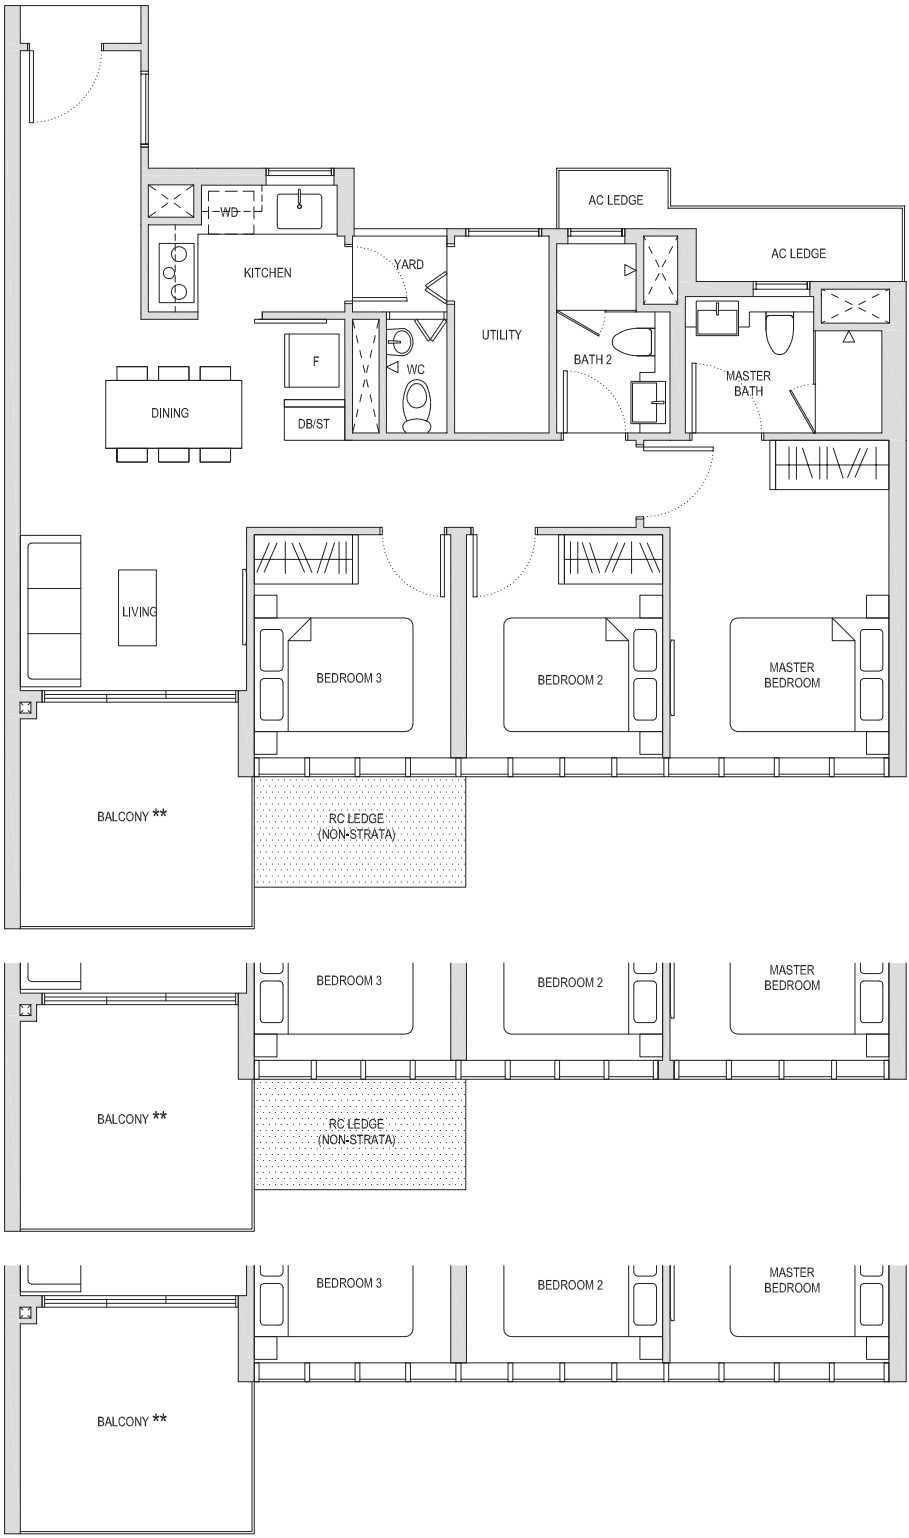 AC LEDGE
WD
AC LEDGE
YARD
KITCHEN
UTILITY
F
BATH 2
WC
MASTER
BATH
DINING
DB/ST
LIVING
BEDROOM 3
BEDROOM 2
MASTER
BEDROOM
BALCONY **
RC LEDGE
(NON-STRATA)
BEDROOM 3
BEDROOM 2
MASTER
BEDROOM
BALCONY **
RC LEDGE
(NON-STRATA)
BEDROOM 3
BEDROOM 2
MASTER
BEDROOM
BALCONY **